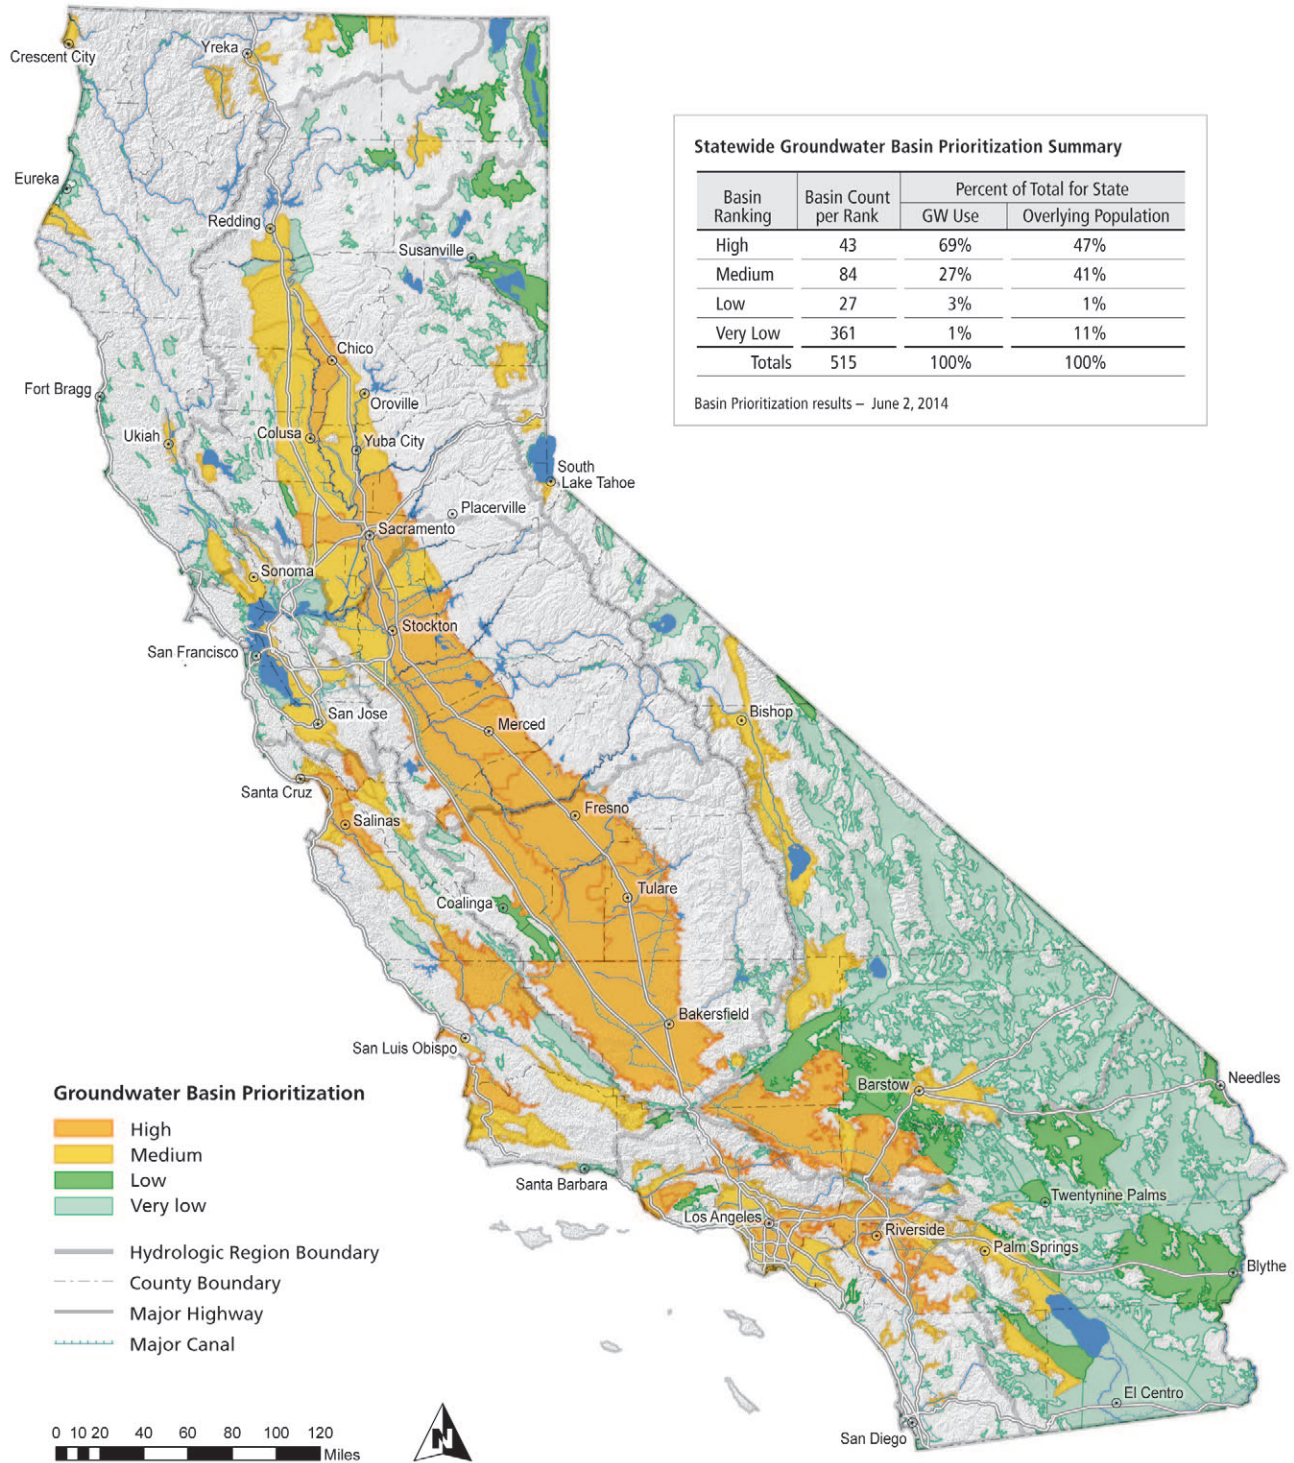 Crescent City
Yreka
Eureka
Redding
Susanville
Chico
Fort Bragg
Oroville
Ukiah
Colusa
Yuba City
South
Lake Tahoe
Placerville
Sacramento
Sonoma
Stockton
San Francisco
Bishop
San Jose
Merced
Santa Cruz
Fresno
Salinas
Tulare
Coalinga
Bakersfield
San Luis Obispo
Barstow
Needles
Santa Barbara
Twentynine Palms
Los Angeles
Riverside
Palm Springs
Blythe
El Centro
San Diego
Statewide Groundwater Basin Prioritization Summary
Basin Ranking Basin Count per Rank Percent of Total for State
GW Use Overlying Population
High 43 69% 47%
Medium 84 27% 41%
Low 27 3% 1%
Very Low 361 1% 11%
Totals 515 100% 100%
Basin Prioritization results – June 2, 2014
Groundwater Basin Prioritization
High
Medium
Low
Very low
Hydrologic Region Boundary
County Boundary
Major Highway
Major Canal
0 10 20 40 60 80 100 120
Miles
N